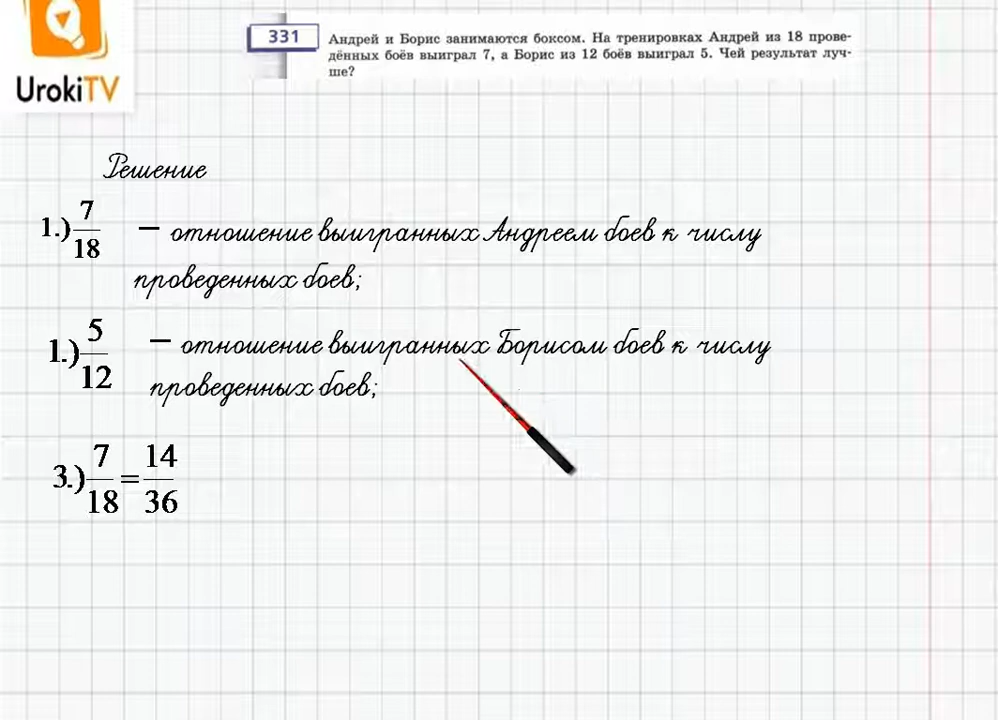 UrokiTV
331
Андрей и Борис занимаются боксом. На тренировках Андрей из 18 прове-
дённых боёв выиграл 7, а Борис из 12 боёв выиграл 5. Чей результат луч-
ше?
Решение
1.) 7/18 — отношение выигранных Андреем боев к числу
проведенных боев;
1.) 5/12 — отношение выигранных Борисом боев к числу
проведенных боев;
3.) 7/18 = 14/36